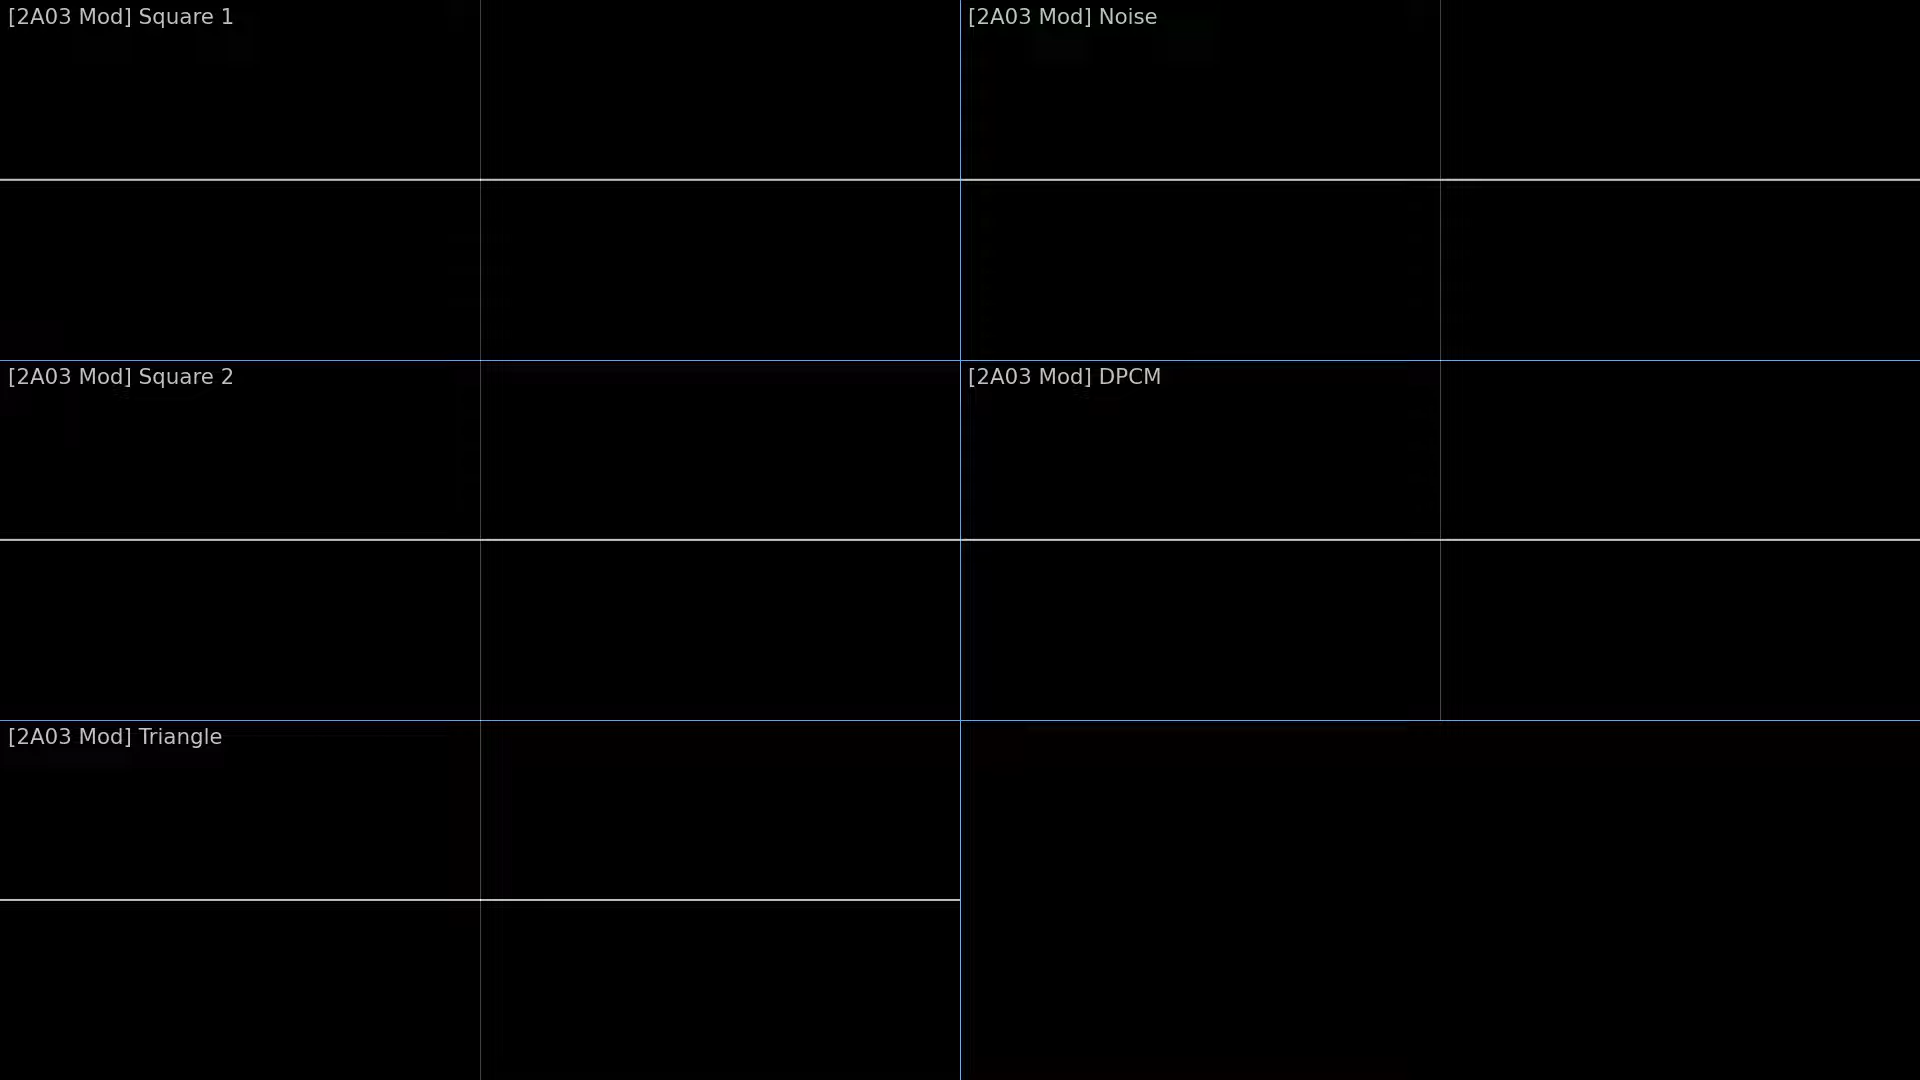 [2A03 Mod] Square 1
[2A03 Mod] Noise
[2A03 Mod] Square 2
[2A03 Mod] DPCM
[2A03 Mod] Triangle